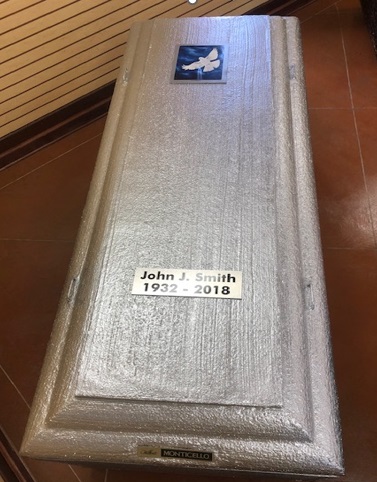 John J. Smith
1932 - 2018
MONTICELLO